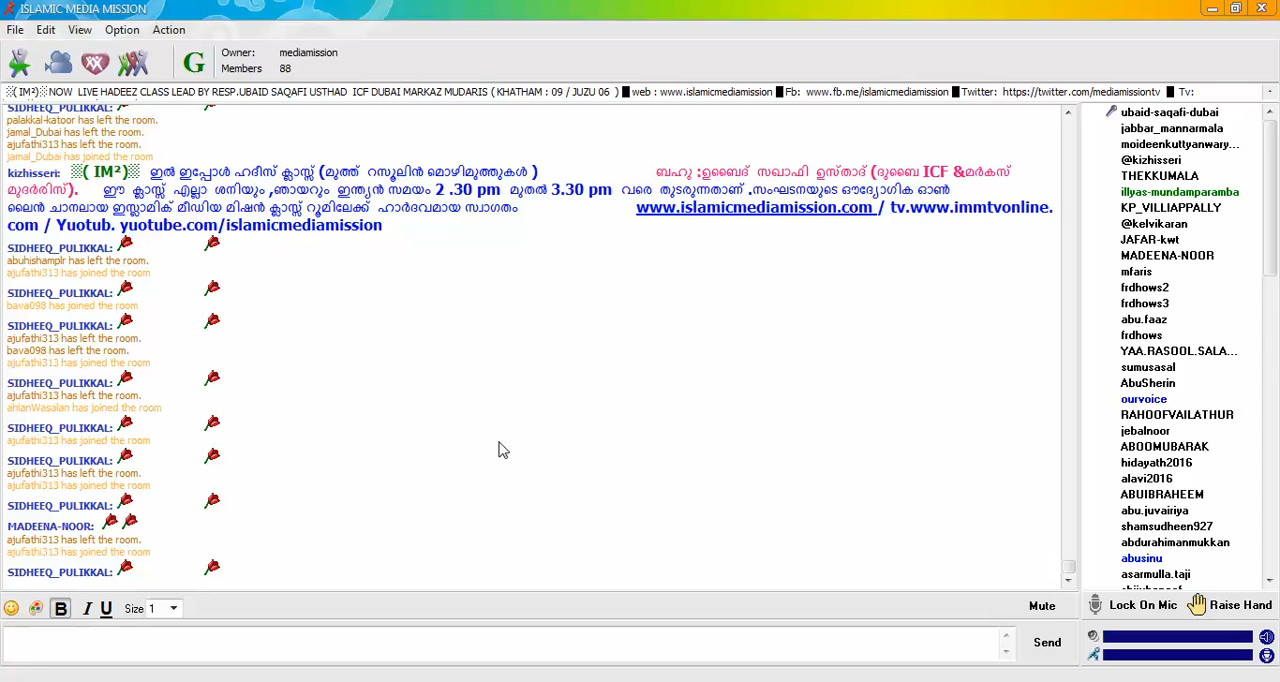 ISLAMIC MEDIA MISSION
File Edit View Option Action
G
Owner: mediamission
Members 88
░( IM²)░ NOW LIVE HADEEZ CLASS LEAD BY RESP.UBAID SAQAFI USTHAD ICF DUBAI MARKAZ MUDARIS ( KHATHAM : 09 / JUZU 06 ) █ web : www.islamicmediamission █ Fb: www.fb.me/islamicmediamission █ Twitter: https://twitter.com/mediamissiontv █ Tv:
SIDHEEQ_PULIKKAL:
palakkal-katoor has left the room.
jamal_Dubai has left the room.
ajufathi313 has left the room.
jamal_Dubai has joined the room
kizhisseri: ░( IM²)░ ഇൽ ഇപ്പോൾ ഹദീസ് ക്ലാസ്സ് (മുത്ത് റസൂലിൻ മൊഴിമുത്തുകൾ ) ബഹു :ഉബൈദ് സഖാഫി ഉസ്താദ് (ദുബൈ ICF &മർകസ്
മുദർരിസ്). ഈ ക്ലാസ്സ് എല്ലാ ശനിയും ,ഞായറും ഇന്ത്യൻ സമയം 2 .30 pm മുതൽ 3.30 pm വരെ തുടരുന്നതാണ് .സംഘടനയുടെ ഔദ്യോഗിക ഓൺ
ലൈൻ ചാനലായ ഇസ്ലാമിക് മീഡിയ മിഷൻ ക്ലാസ്സ് റൂമിലേക്ക് ഹാർദവമായ സ്വാഗതം www.islamicmediamission.com / tv.www.immtvonline.
com / Yuotub. yuotube.com/islamicmediamission
SIDHEEQ_PULIKKAL:
abuhishamplr has left the room.
ajufathi313 has joined the room
SIDHEEQ_PULIKKAL:
bava098 has joined the room
SIDHEEQ_PULIKKAL:
ajufathi313 has left the room.
bava098 has left the room.
ajufathi313 has joined the room
SIDHEEQ_PULIKKAL:
ajufathi313 has left the room.
ahlanWasalan has joined the room
SIDHEEQ_PULIKKAL:
ajufathi313 has joined the room
SIDHEEQ_PULIKKAL:
ajufathi313 has left the room.
ajufathi313 has joined the room
SIDHEEQ_PULIKKAL:
MADEENA-NOOR:
ajufathi313 has left the room.
ajufathi313 has joined the room
SIDHEEQ_PULIKKAL:
ubaid-saqafi-dubai
jabbar_mannarmala
moideenkuttyanwary...
@kizhisseri
THEKKUMALA
illyas-mundamparamba
KP_VILLIAPPALLY
@kelvikaran
JAFAR-kwt
MADEENA-NOOR
mfaris
frdhows2
frdhows3
abu.faaz
frdhows
YAA.RASOOL.SALA...
sumusasal
AbuSherin
ourvoice
RAHOOFVAILATHUR
jebalnoor
ABOOMUBARAK
hidayath2016
alavi2016
ABUIBRAHEEM
abu.juvairiya
shamsudheen927
abdurahimanmukkan
abusinu
asarmulla.taji
B I U Size 1 Mute
Lock On Mic Raise Hand
Send